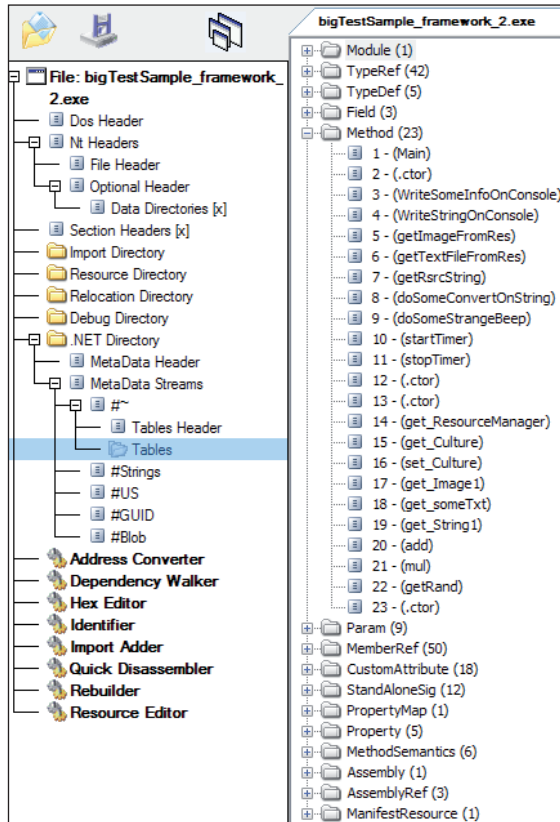 File: bigTestSample_framework_
2.exe
Dos Header
Nt Headers
File Header
Optional Header
Data Directories [x]
Section Headers [x]
Import Directory
Resource Directory
Relocation Directory
Debug Directory
.NET Directory
MetaData Header
MetaData Streams
#~
Tables Header
Tables
#Strings
#US
#GUID
#Blob
Address Converter
Dependency Walker
Hex Editor
Identifier
Import Adder
Quick Disassembler
Rebuilder
Resource Editor
bigTestSample_framework_2.exe
Module (1)
TypeRef (42)
TypeDef (5)
Field (3)
Method (23)
1 - (Main)
2 - (.ctor)
3 - (WriteSomeInfoOnConsole)
4 - (WriteStringOnConsole)
5 - (getImageFromRes)
6 - (getTextFileFromRes)
7 - (getRsrcString)
8 - (doSomeConvertOnString)
9 - (doSomeStrangeBeep)
10 - (startTimer)
11 - (stopTimer)
12 - (.ctor)
13 - (.ctor)
14 - (get_ResourceManager)
15 - (get_Culture)
16 - (set_Culture)
17 - (get_Image1)
18 - (get_someTxt)
19 - (get_String1)
20 - (add)
21 - (mul)
22 - (getRand)
23 - (.ctor)
Param (9)
MemberRef (50)
CustomAttribute (18)
StandAloneSig (12)
PropertyMap (1)
Property (5)
MethodSemantics (6)
Assembly (1)
AssemblyRef (3)
ManifestResource (1)